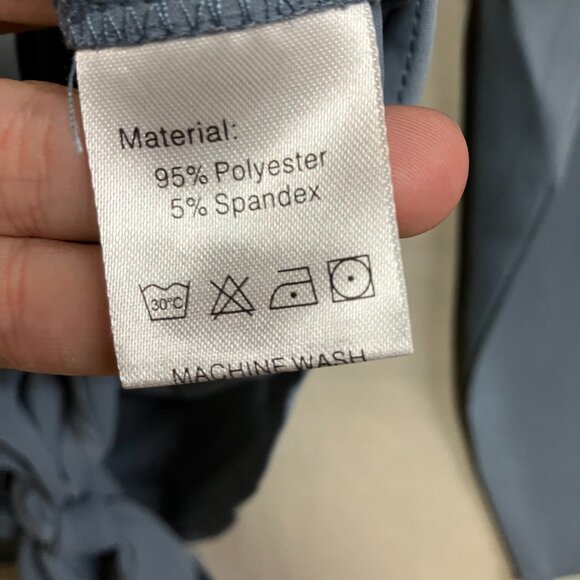 Material:
95% Polyester
5% Spandex
30°C
MACHINE WASH